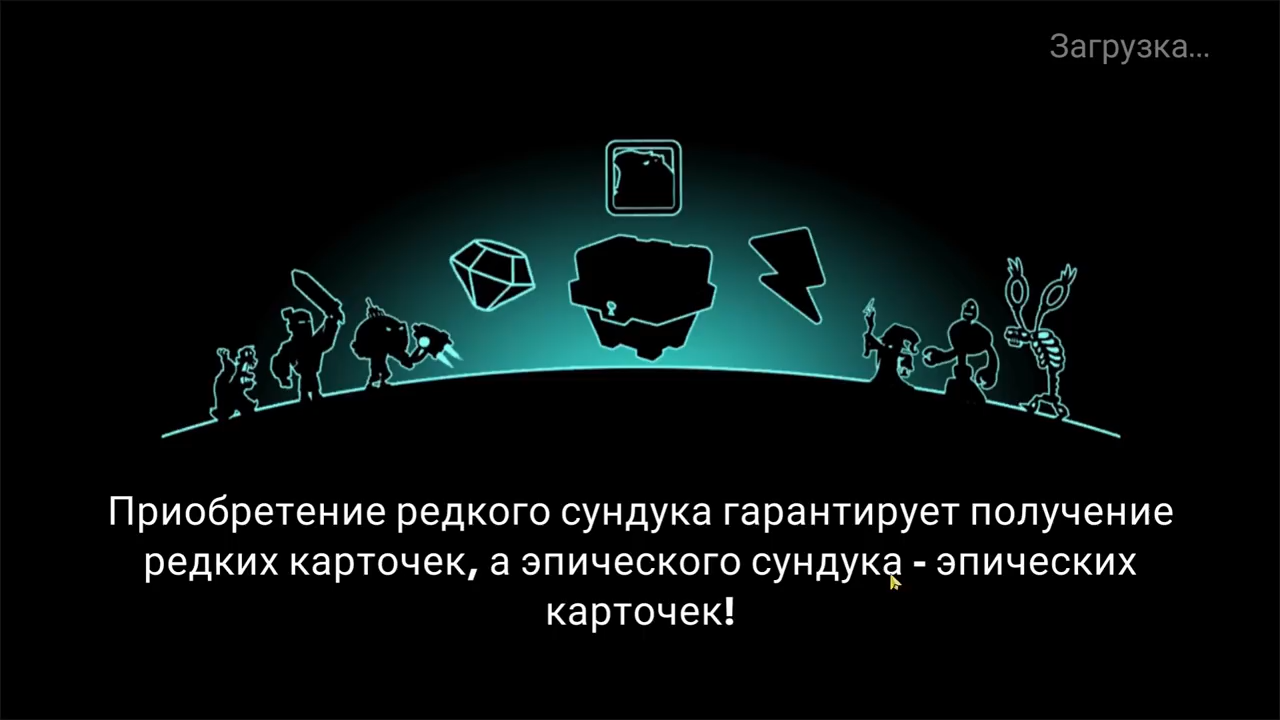 Загрузка...
Приобретение редкого сундука гарантирует получение
редких карточек, а эпического сундука - эпических
карточек!